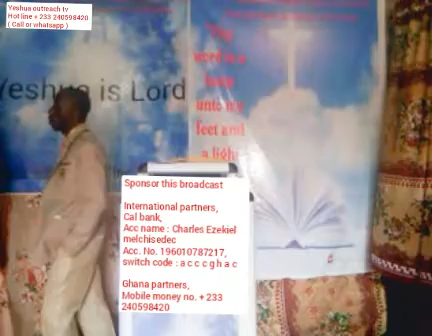 Yeshua outreach tv
Hot line + 233 240598420
( Call or whatsapp )
Yeshua is Lord
word is a
unto my
feet and
a light
Sponsor this broadcast
International partners,
Cal bank,
Acc name : Charles Ezekiel
melchisedec
Acc. No. 196010787217,
switch code : a c c c g h a c
Ghana partners,
Mobile money no. + 233
240598420